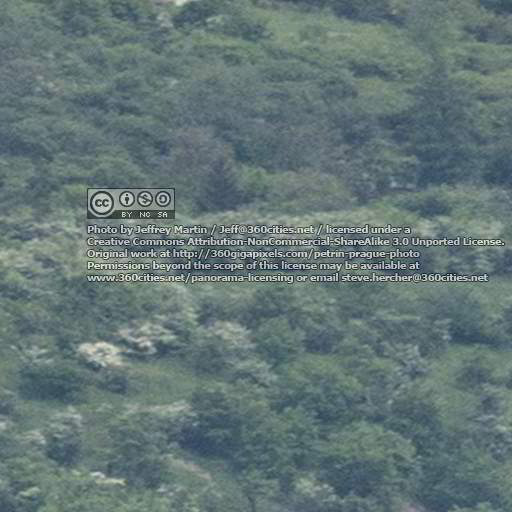 cc
BY NC SA
Photo by Jeffrey Martin / Jeff@360cities.net / licensed under a
Creative Commons Attribution-NonCommercial-ShareAlike 3.0 Unported License.
Original work at http://360gigapixels.com/petrin-prague-photo
Permissions beyond the scope of this license may be available at
www.360cities.net/panorama-licensing or email steve.hercher@360cities.net